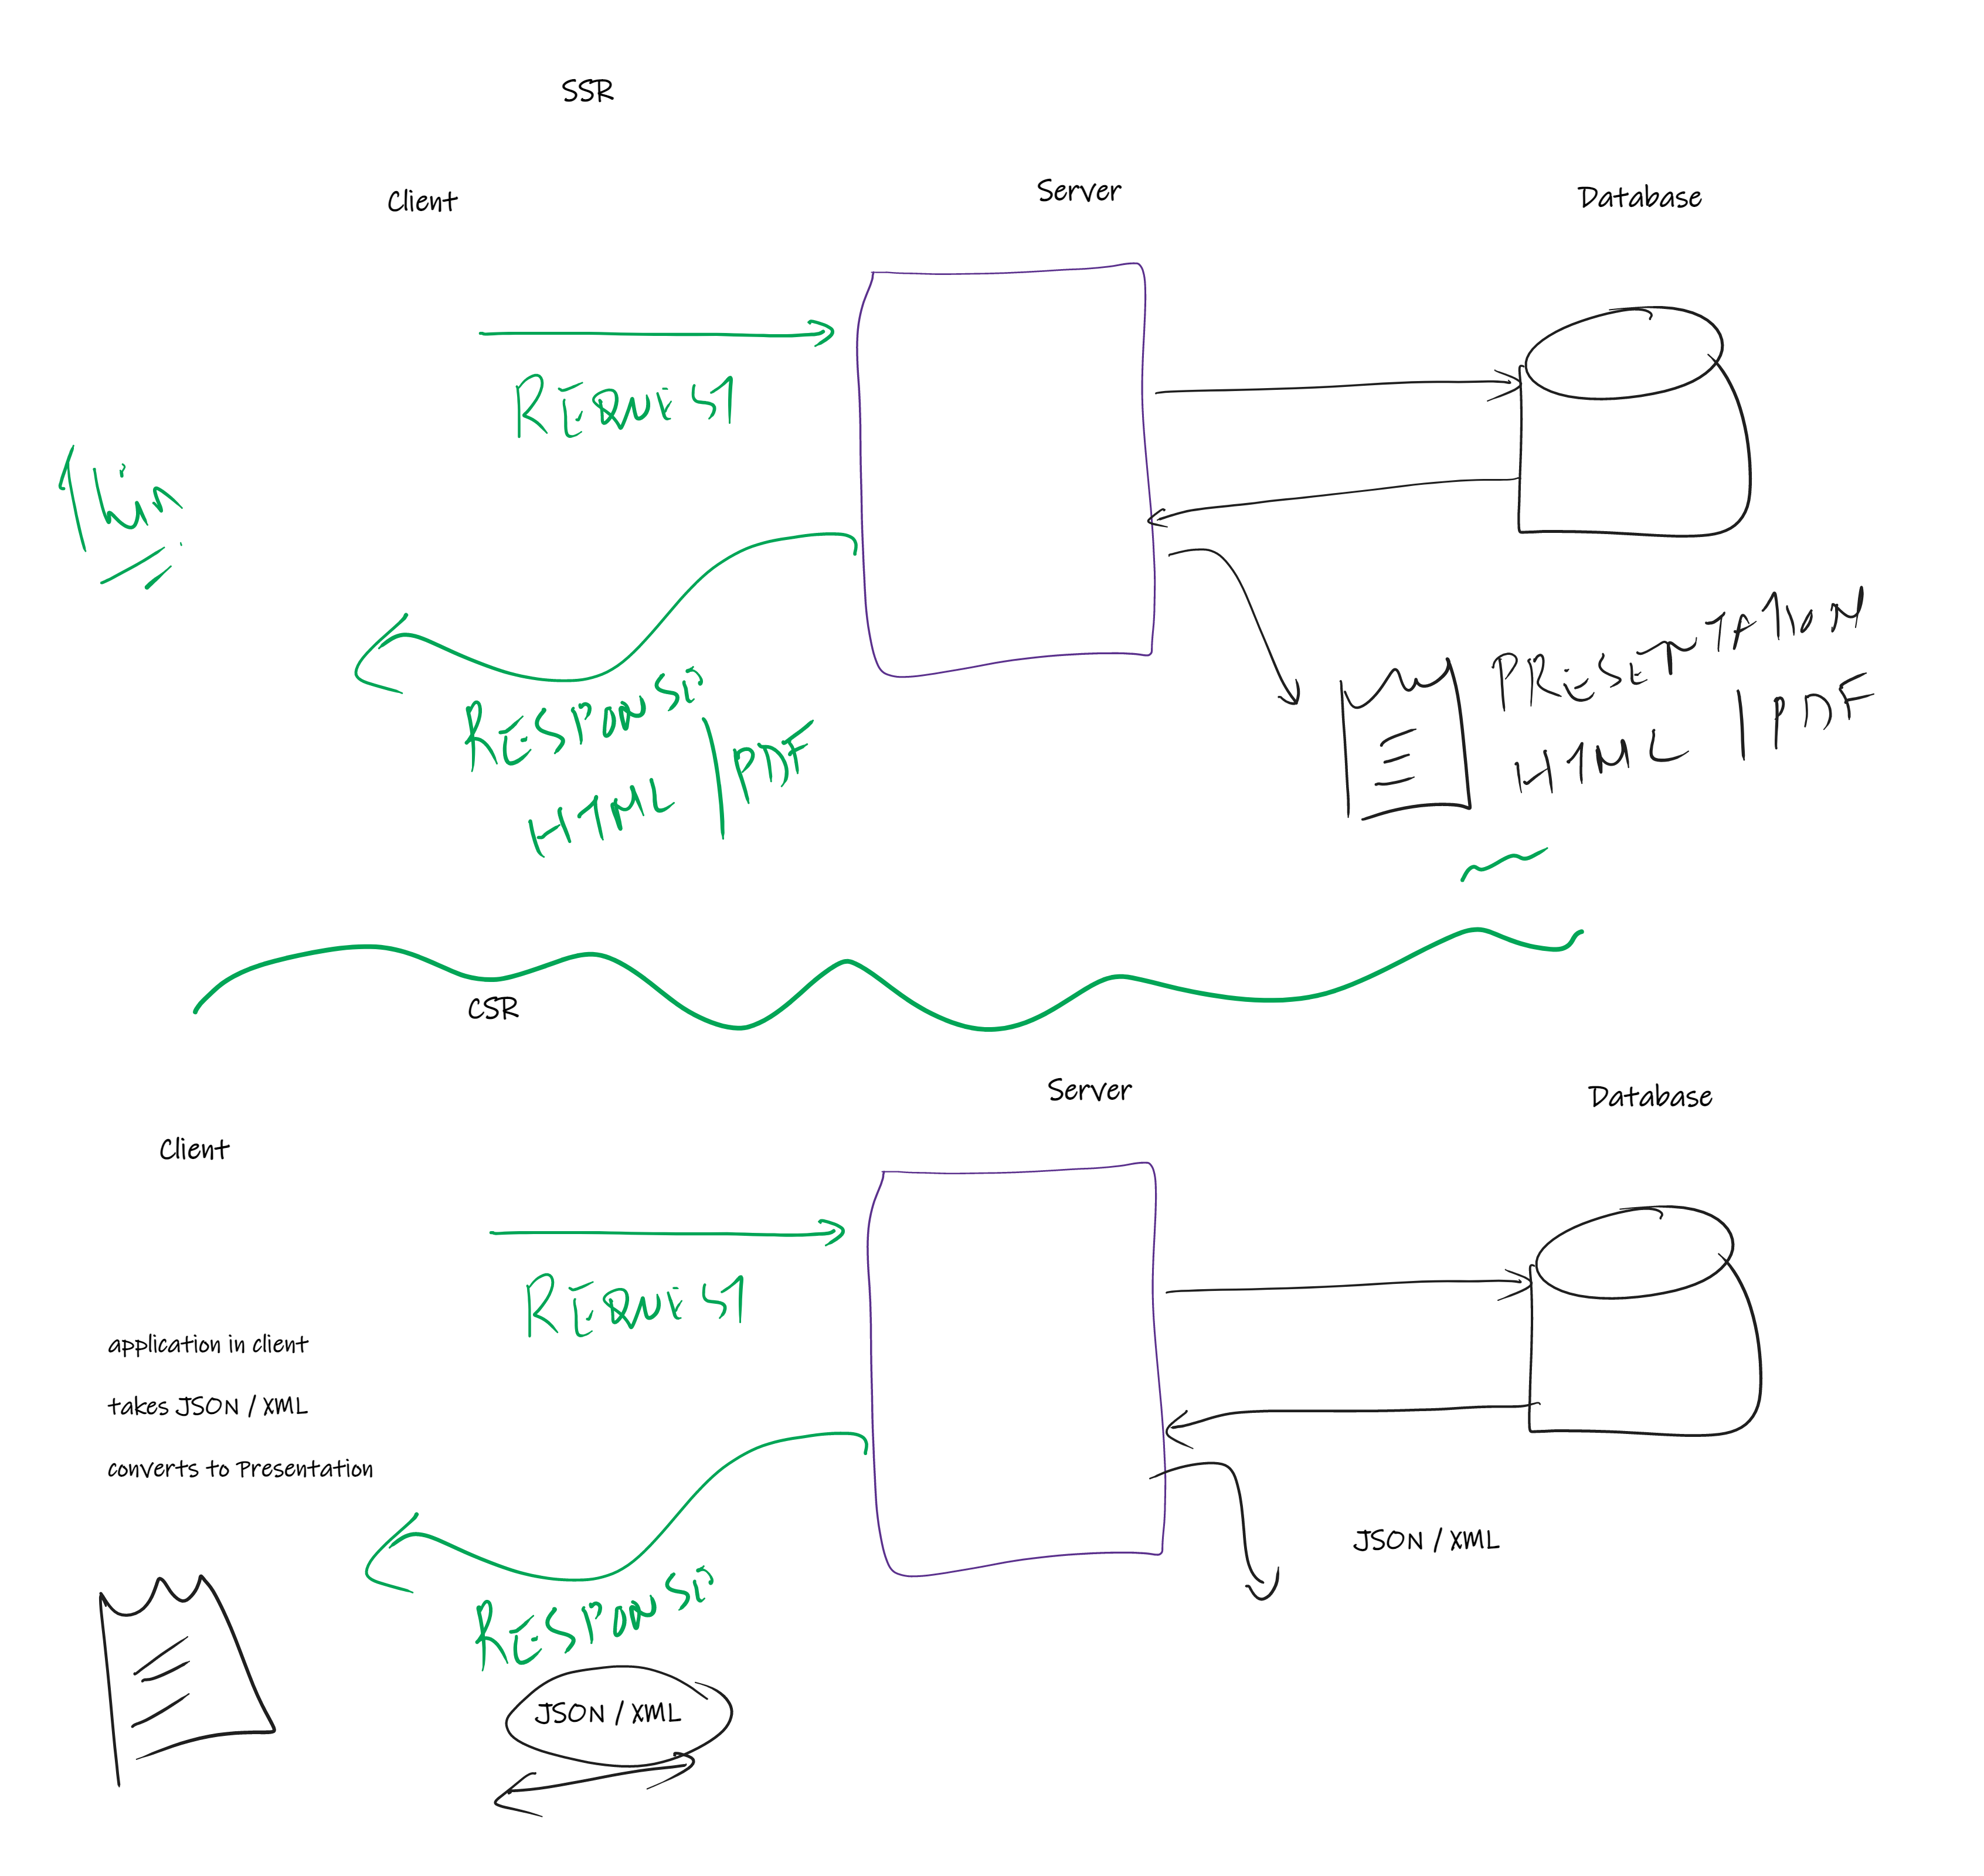 SSR
Client
Server
Database
REQUEST
Thin
RESPONSE
HTML | PDF
PRESENTATION
HTML | PDF
CSR
Server
Database
Client
REQUEST
application in client
takes JSON / XML
converts to Presentation
JSON / XML
RESPONSE
JSON / XML